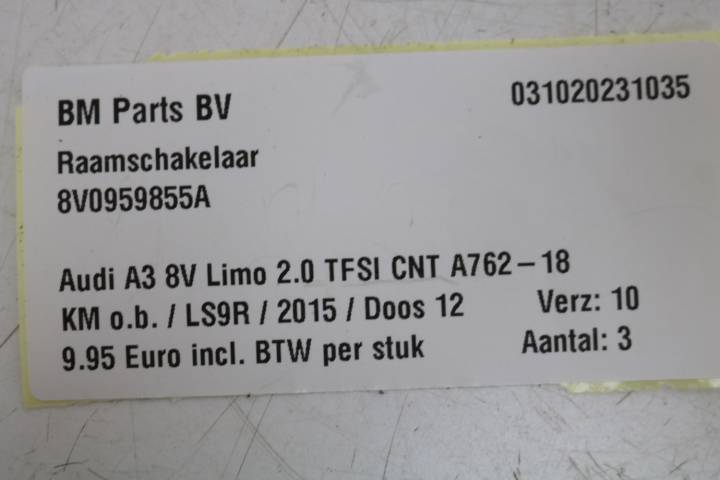 BM Parts BV 031020231035
Raamschakelaar
8V0959855A
Audi A3 8V Limo 2.0 TFSI CNT A762-18
KM o.b. / LS9R / 2015 / Doos 12 Verz: 10
9.95 Euro incl. BTW per stuk Aantal: 3